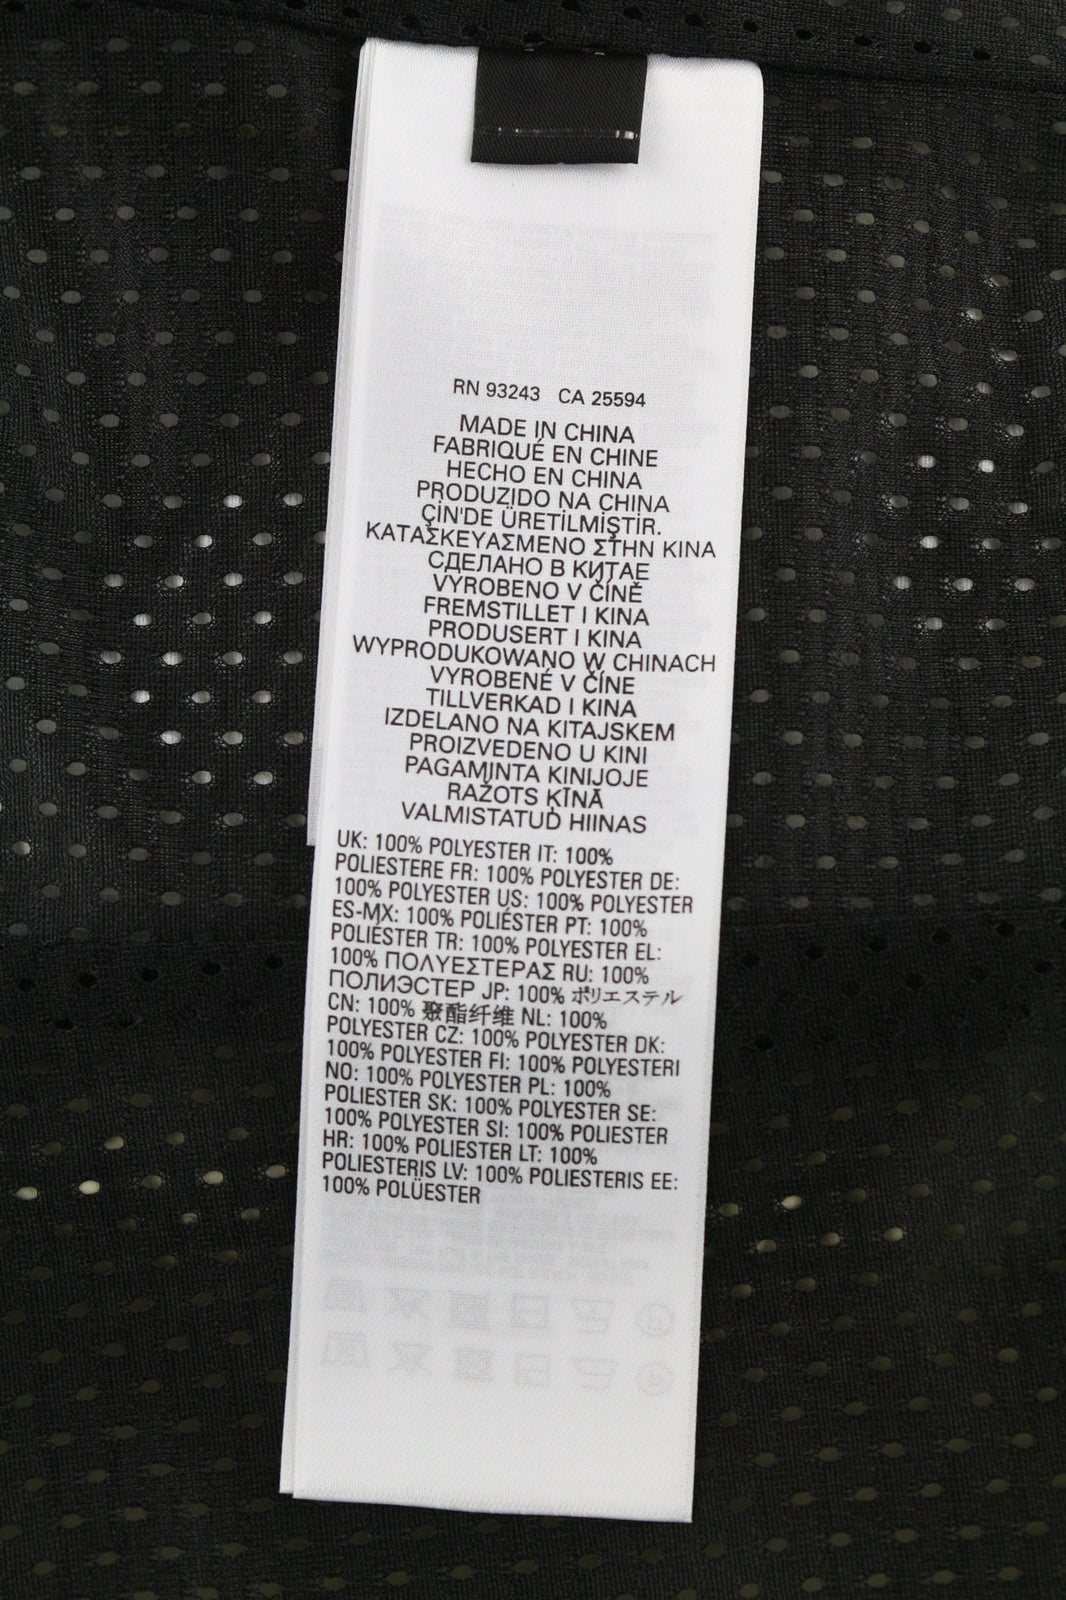 RN 93243 CA 25594
MADE IN CHINA
FABRIQUÉ EN CHINE
HECHO EN CHINA
PRODUZIDO NA CHINA
ÇİN'DE ÜRETİLMİŞTİR.
ΚΑΤΑΣΚΕΥΑΣΜΕΝΟ ΣΤΗΝ ΚΙΝΑ
СДЕЛАНО В КИТАЕ
VYROBENO V ČÍNĚ
FREMSTILLET I KINA
PRODUSERT I KINA
WYPRODUKOWANO W CHINACH
VYROBENÉ V ČÍNE
TILLVERKAD I KINA
IZDELANO NA KITAJSKEM
PROIZVEDENO U KINI
PAGAMINTA KINIJOJE
RAŽOTS ĶĪNĀ
VALMISTATUD HIINAS
UK: 100% POLYESTER IT: 100%
POLIESTERE FR: 100% POLYESTER DE:
100% POLYESTER US: 100% POLYESTER
ES-MX: 100% POLIÉSTER PT: 100%
POLIÉSTER TR: 100% POLYESTER EL:
100% ΠΟΛΥΕΣΤΕΡΑΣ RU: 100%
ПОЛИЭСТЕР JP: 100% ポリエステル
CN: 100% 聚酯纤维 NL: 100%
POLYESTER CZ: 100% POLYESTER DK:
100% POLYESTER FI: 100% POLYESTERI
NO: 100% POLYESTER PL: 100%
POLIESTER SK: 100% POLYESTER SE:
100% POLYESTER SI: 100% POLIESTER
HR: 100% POLIESTER LT: 100%
POLIESTERIS LV: 100% POLIESTERIS EE:
100% POLÜESTER